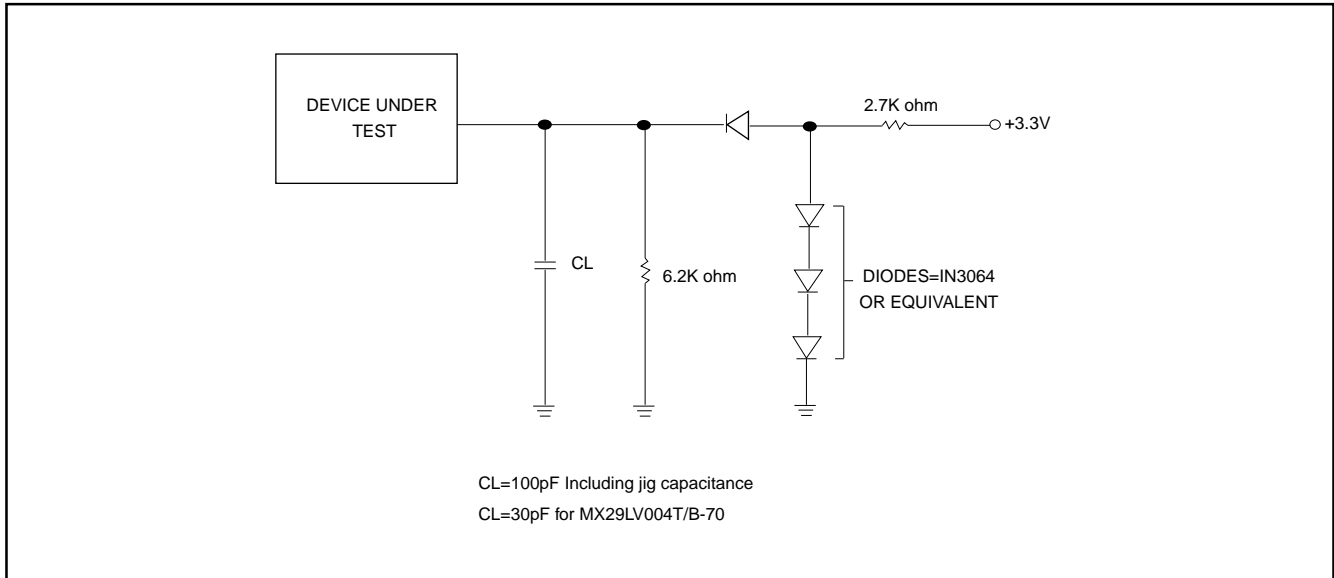 DEVICE UNDER
TEST
2.7K ohm
+3.3V
CL
6.2K ohm
DIODES=IN3064
OR EQUIVALENT
CL=100pF Including jig capacitance
CL=30pF for MX29LV004T/B-70